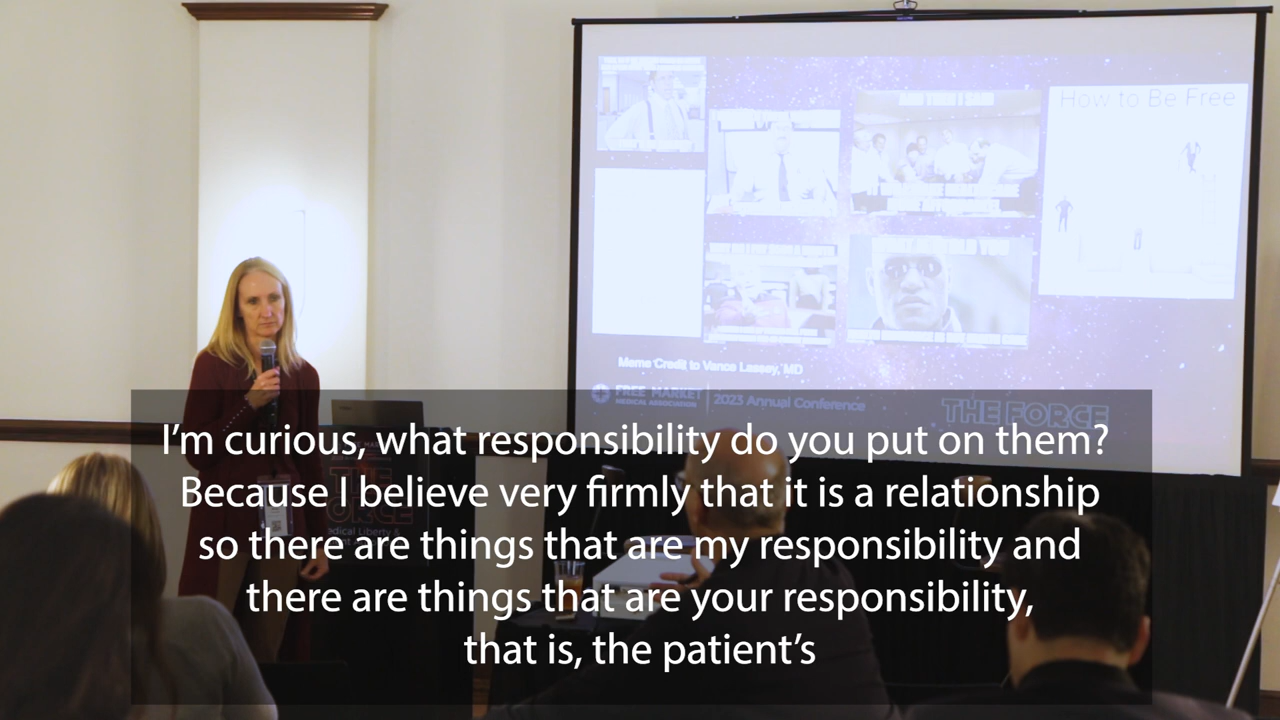 How to Be Free
Meme Credit to Vance Lassey, MD
FREE MARKET
MEDICAL ASSOCIATION
2023 Annual Conference
THE FORCE
I’m curious, what responsibility do you put on them?
Because I believe very firmly that it is a relationship
so there are things that are my responsibility and
there are things that are your responsibility,
that is, the patient’s